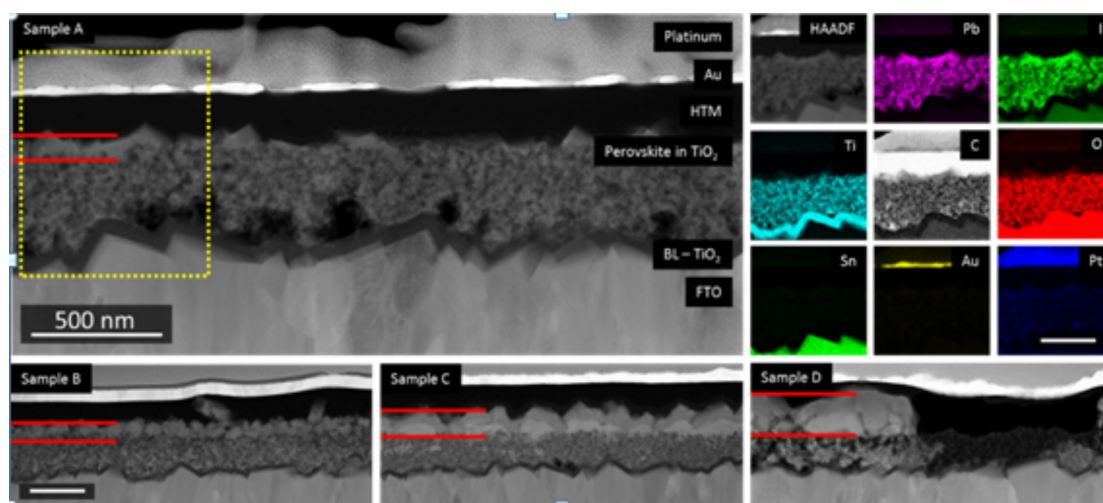 Sample A
Platinum
Au
HTM
Perovskite in TiO₂
BL – TiO₂
FTO
500 nm
HAADF
Pb
I
Ti
C
O
Sn
Au
Pt
Sample B
Sample C
Sample D